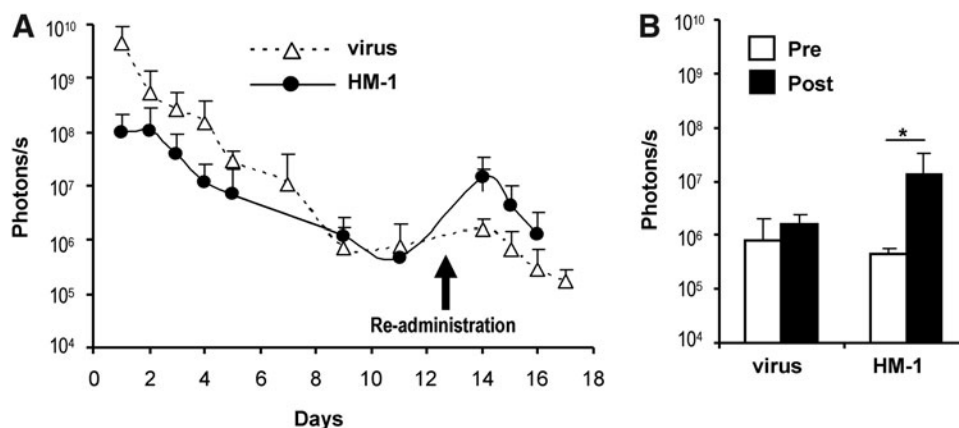 A
Photons/s
10^10
10^9
10^8
10^7
10^6
10^5
10^4
virus
HM-1
Re-administration
0 2 4 6 8 10 12 14 16 18
Days
B
Photons/s
10^10
10^9
10^8
10^7
10^6
10^5
10^4
Pre
Post
*
virus HM-1